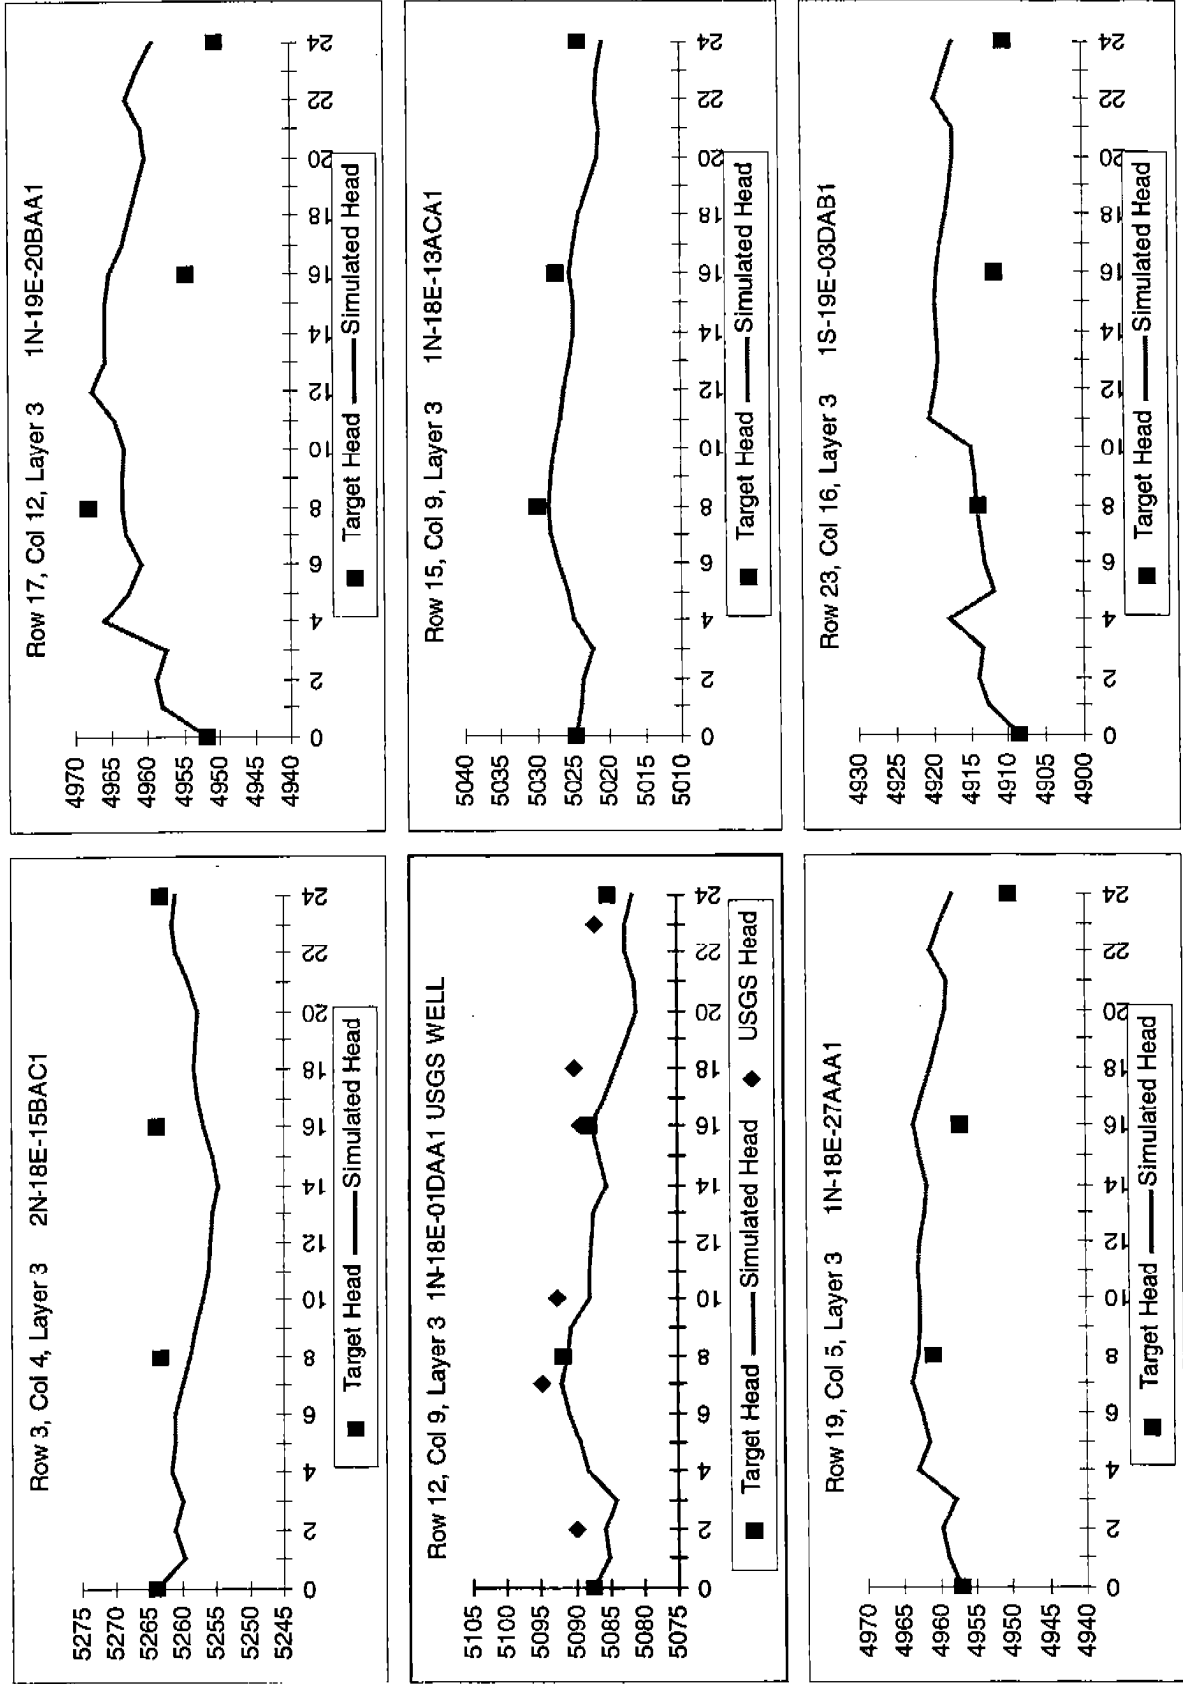 Row 3, Col 4, Layer 3 2N-18E-15BAC1
5275
5270
5265
5260
5255
5250
5245
0 2 4 6 8 10 12 14 16 18 20 22 24
Target Head Simulated Head
Row 17, Col 12, Layer 3 1N-19E-20BAA1
4970
4965
4960
4955
4950
4945
4940
0 2 4 6 8 10 12 14 16 18 20 22 24
Target Head Simulated Head
Row 12, Col 9, Layer 3 1N-18E-01DAA1 USGS WELL
5105
5100
5095
5090
5085
5080
5075
0 2 4 6 8 10 12 14 16 18 20 22 24
Target Head Simulated Head USGS Head
Row 15, Col 9, Layer 3 1N-18E-13ACA1
5040
5035
5030
5025
5020
5015
5010
0 2 4 6 8 10 12 14 16 18 20 22 24
Target Head Simulated Head
Row 19, Col 5, Layer 3 1N-18E-27AAA1
4970
4965
4960
4955
4950
4945
4940
0 2 4 6 8 10 12 14 16 18 20 22 24
Target Head Simulated Head
Row 23, Col 16, Layer 3 1S-19E-03DAB1
4930
4925
4920
4915
4910
4905
4900
0 2 4 6 8 10 12 14 16 18 20 22 24
Target Head Simulated Head